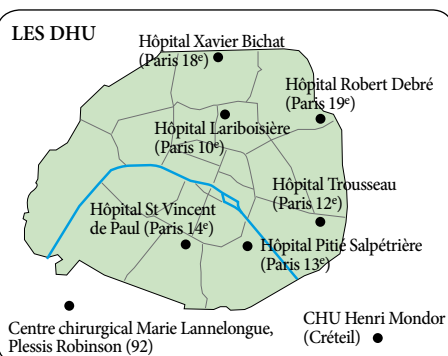 LES DHU
Hôpital Xavier Bichat
(Paris 18e)
Hôpital Robert Debré
(Paris 19e)
Hôpital Lariboisière
(Paris 10e)
Hôpital Trousseau
(Paris 12e)
Hôpital St Vincent
de Paul (Paris 14e)
Hôpital Pitié Salpétrière
(Paris 13e)
Centre chirurgical Marie Lannelongue,
Plessis Robinson (92)
CHU Henri Mondor
(Créteil)